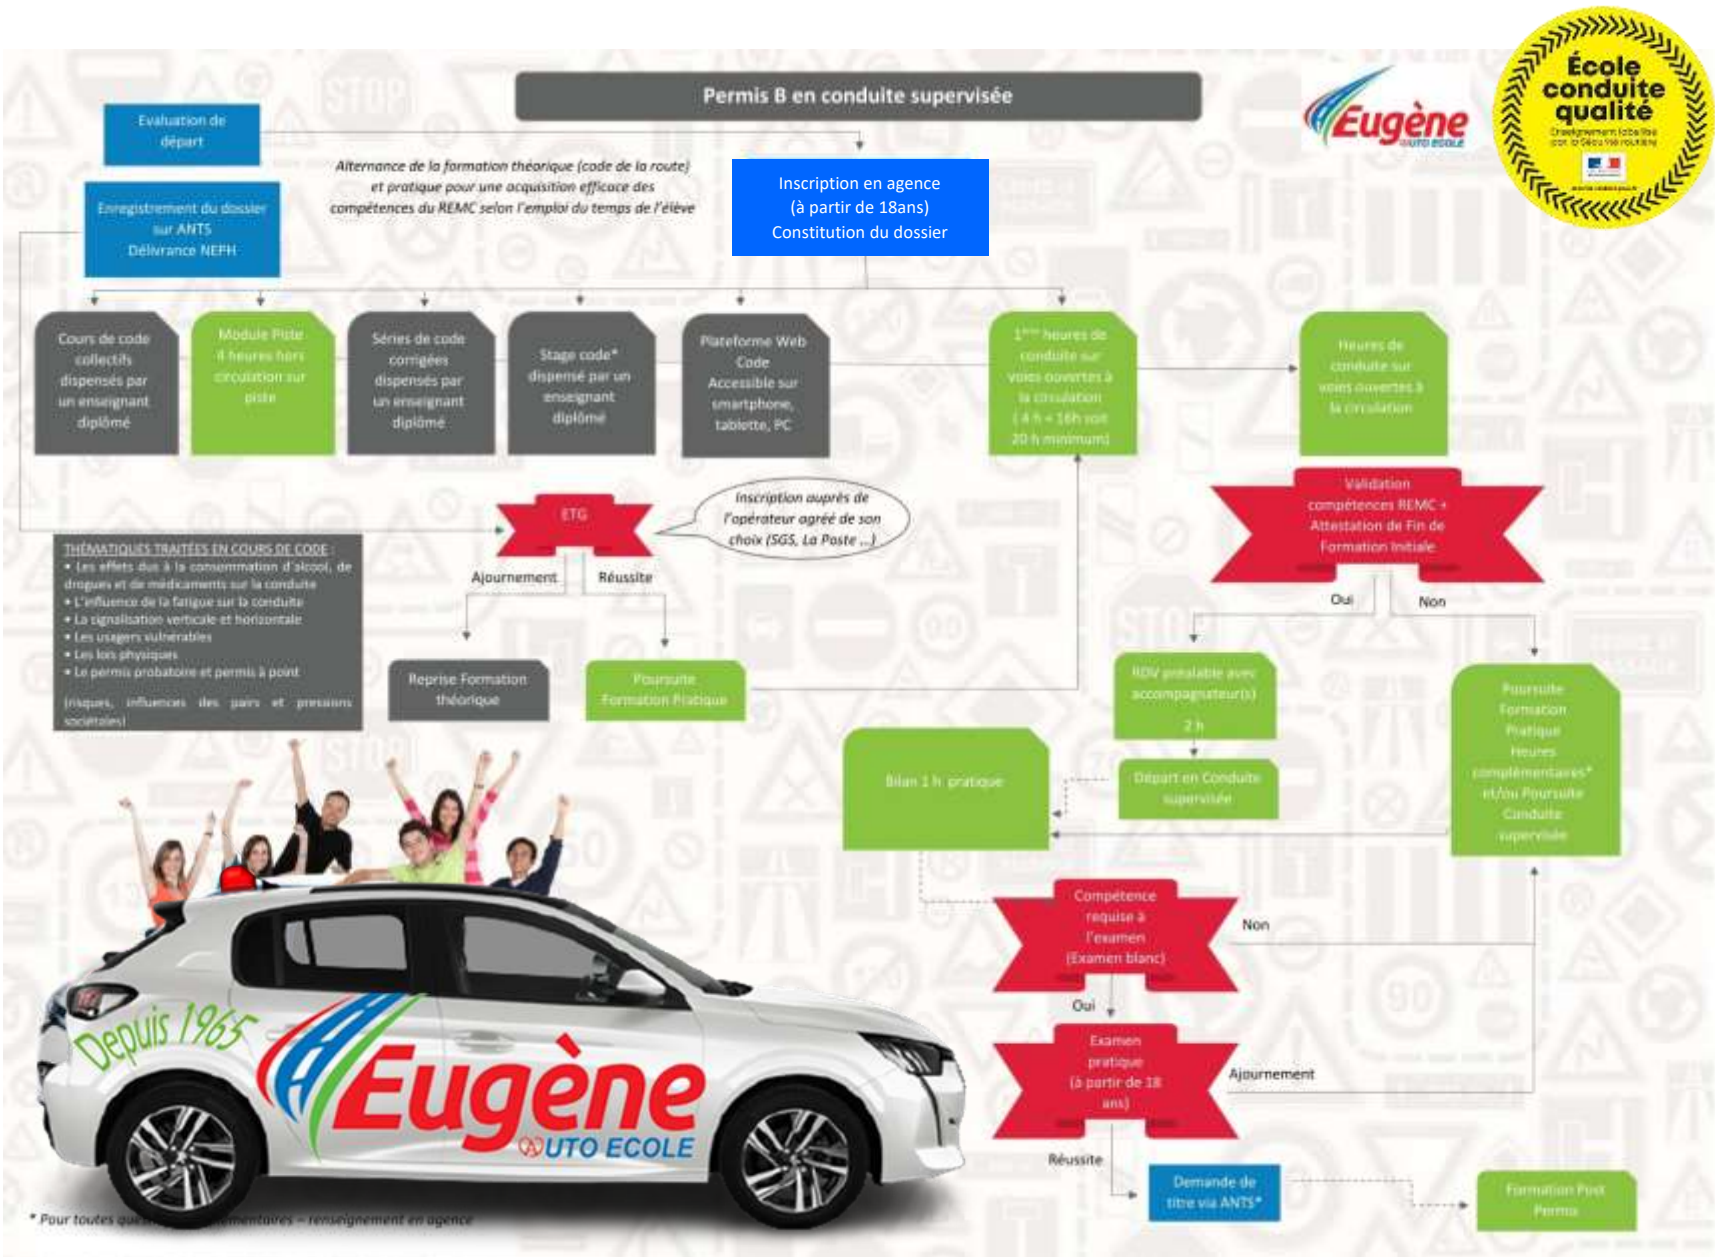 Permis B en conduite supervisée
Eugène
AUTO ECOLE
École
conduite
qualité
Enseignement labellisé
par la Sécurité routière
Evaluation de
départ
Alternance de la formation théorique (code de la route)
et pratique pour une acquisition efficace des
compétences du REMC selon l'emploi du temps de l'élève
Inscription en agence
(à partir de 18ans)
Constitution du dossier
Enregistrement du dossier
sur ANTS
Délivrance NEPH
Cours de code
collectifs
dispensés par
un enseignant
diplômé
Module Piste
4 heures hors
circulation sur
piste
Séries de code
corrigées
dispensés par
un enseignant
diplômé
Stage code*
dispensé par un
enseignant
diplômé
Plateforme Web
Code
Accessible sur
smartphone,
tablette, PC
heures de
conduite sur
voies ouvertes à
la circulation
( 4 h + 16h soit
20 h minimum)
Heures de
conduite sur
voies ouvertes à
la circulation
ETG
Inscription auprès de
l'opérateur agréé de son
choix (SGS, La Poste ...)
Validation
compétences REMC +
Attestation de Fin de
Formation Initiale
THÉMATIQUES TRAITÉES EN COURS DE CODE :
• Les effets dus à la consommation d'alcool, de
drogues et de médicaments sur la conduite
• L'influence de la fatigue sur la conduite
• La signalisation verticale et horizontale
• Les usagers vulnérables
• Les lois physiques
• Le permis probatoire et permis à point
(risques, influences des pairs et pressions
sociétales)
Ajournement
Réussite
Oui
Non
Reprise Formation
théorique
Poursuite
Formation Pratique
RDV préalable avec
accompagnateur(s)
2 h
Départ en Conduite
supervisée
Poursuite
Formation
Pratique
Heures
complémentaires*
et/ou Poursuite
Conduite
supervisée
Bilan 1 h pratique
Compétence
requise à
l'examen
(Examen blanc)
Non
Oui
Examen
pratique
(à partir de 18
ans)
Ajournement
Réussite
Demande de
titre via ANTS*
Formation Post
Permis
Depuis 1965
Eugène
AUTO ECOLE
* Pour toutes – renseignement en agence